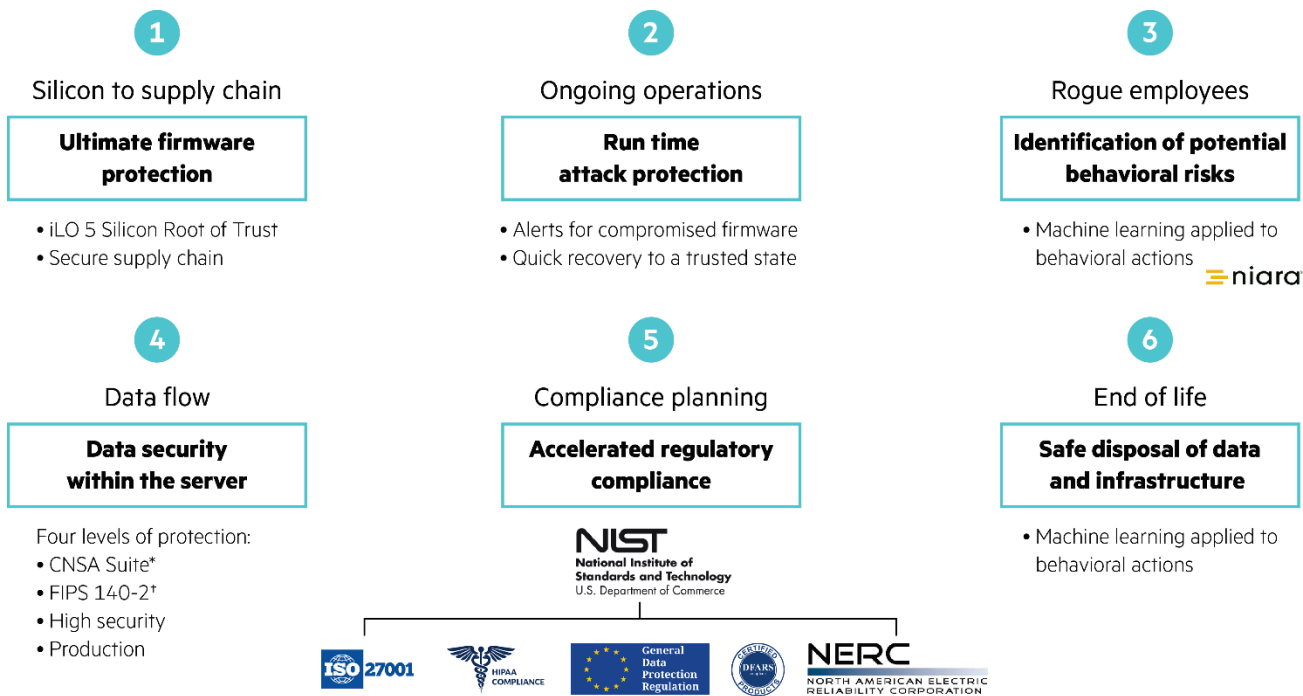 1
Silicon to supply chain
Ultimate firmware
protection
• iLO 5 Silicon Root of Trust
• Secure supply chain
2
Ongoing operations
Run time
attack protection
• Alerts for compromised firmware
• Quick recovery to a trusted state
3
Rogue employees
Identification of potential
behavioral risks
• Machine learning applied to
behavioral actions
niara
4
Data flow
Data security
within the server
Four levels of protection:
• CNSA Suite*
• FIPS 140-2†
• High security
• Production
5
Compliance planning
Accelerated regulatory
compliance
NIST
National Institute of
Standards and Technology
U.S. Department of Commerce
ISO 27001
HIPAA
COMPLIANCE
General
Data
Protection
Regulation
CERTIFIED
DFARS
PRODUCTS
NERC
NORTH AMERICAN ELECTRIC
RELIABILITY CORPORATION
6
End of life
Safe disposal of data
and infrastructure
• Machine learning applied to
behavioral actions